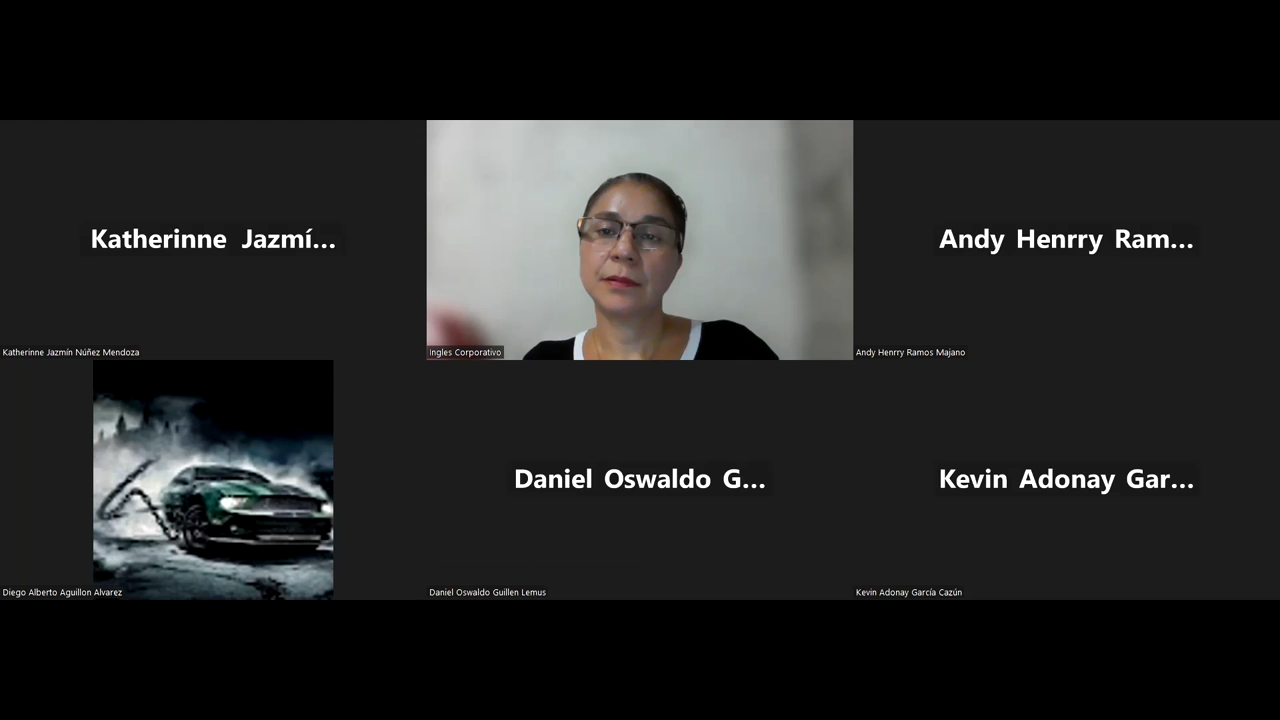 Katherinne Jazmí...
Andy Henrry Ram...
Katherinne Jazmín Núñez Mendoza
Ingles Corporativo
Andy Henrry Ramos Majano
Daniel Oswaldo G...
Kevin Adonay Gar...
Diego Alberto Aguillon Alvarez
Daniel Oswaldo Guillen Lemus
Kevin Adonay García Cazún